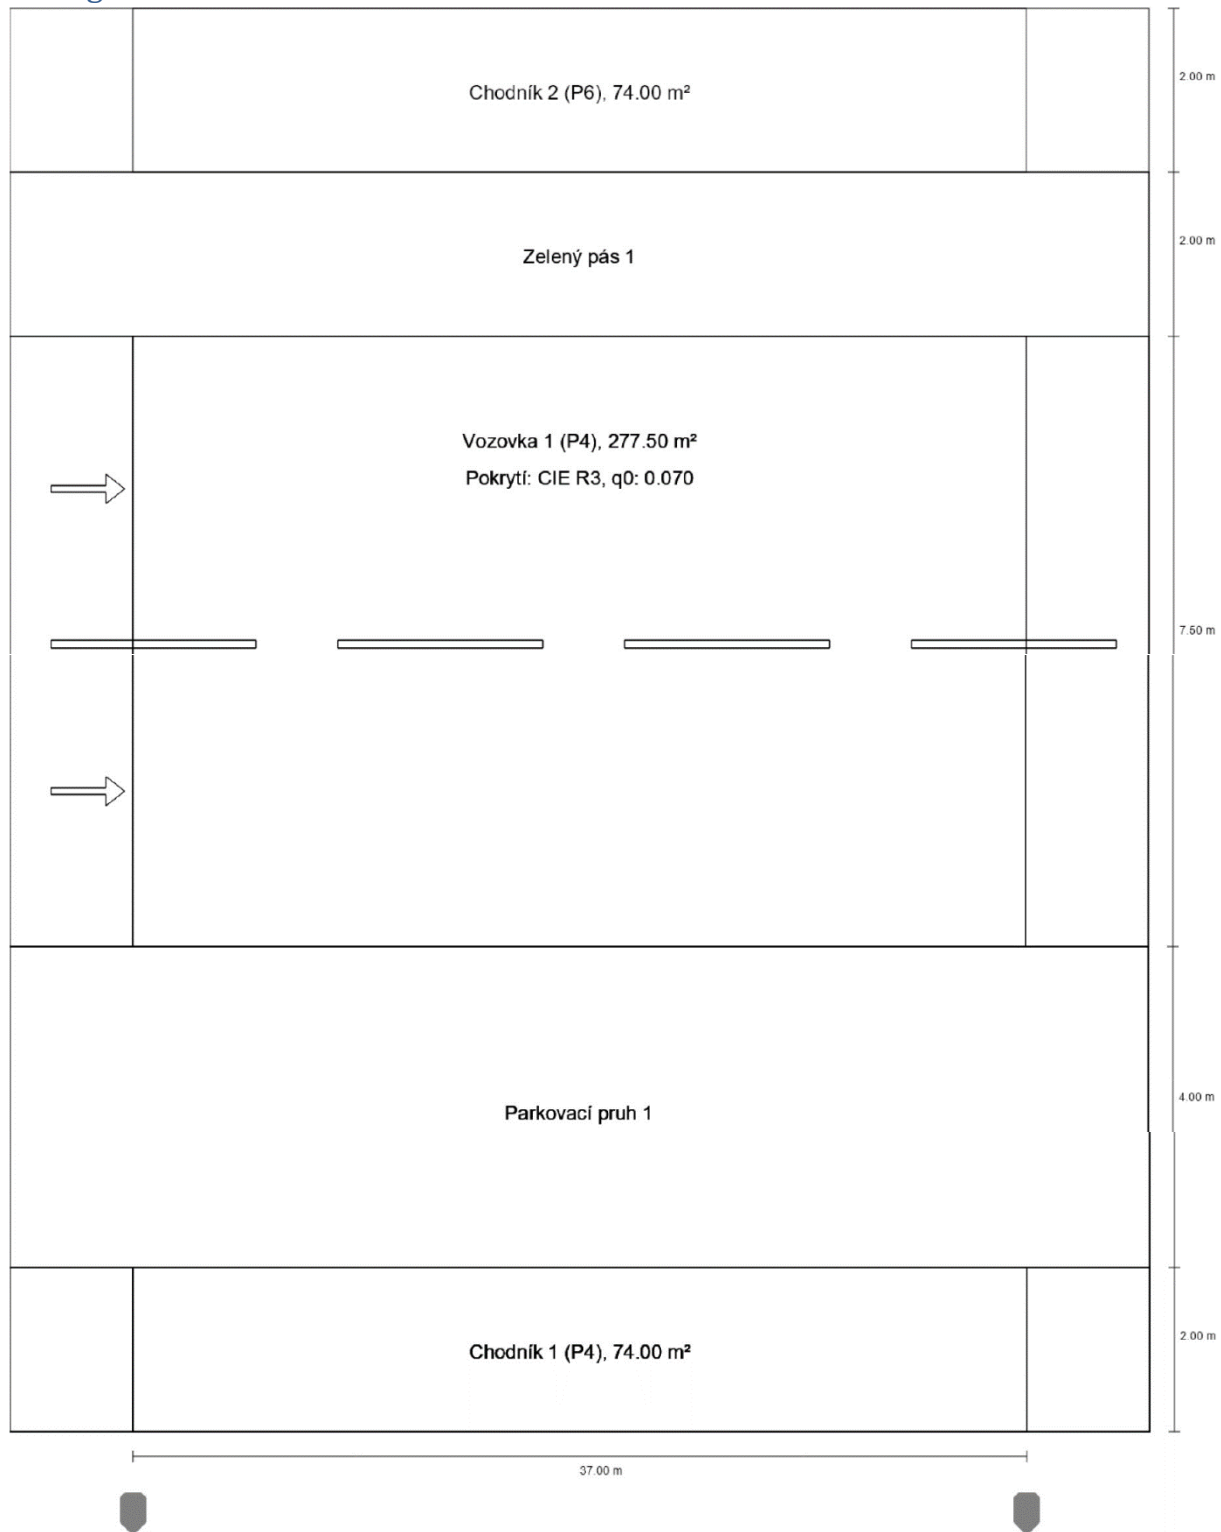 Chodník 2 (P6), 74.00 m²
2.00 m
Zelený pás 1
2.00 m
Vozovka 1 (P4), 277.50 m²
Pokrytí: CIE R3, q0: 0.070
7.50 m
Parkovací pruh 1
4.00 m
Chodník 1 (P4), 74.00 m²
2.00 m
37.00 m